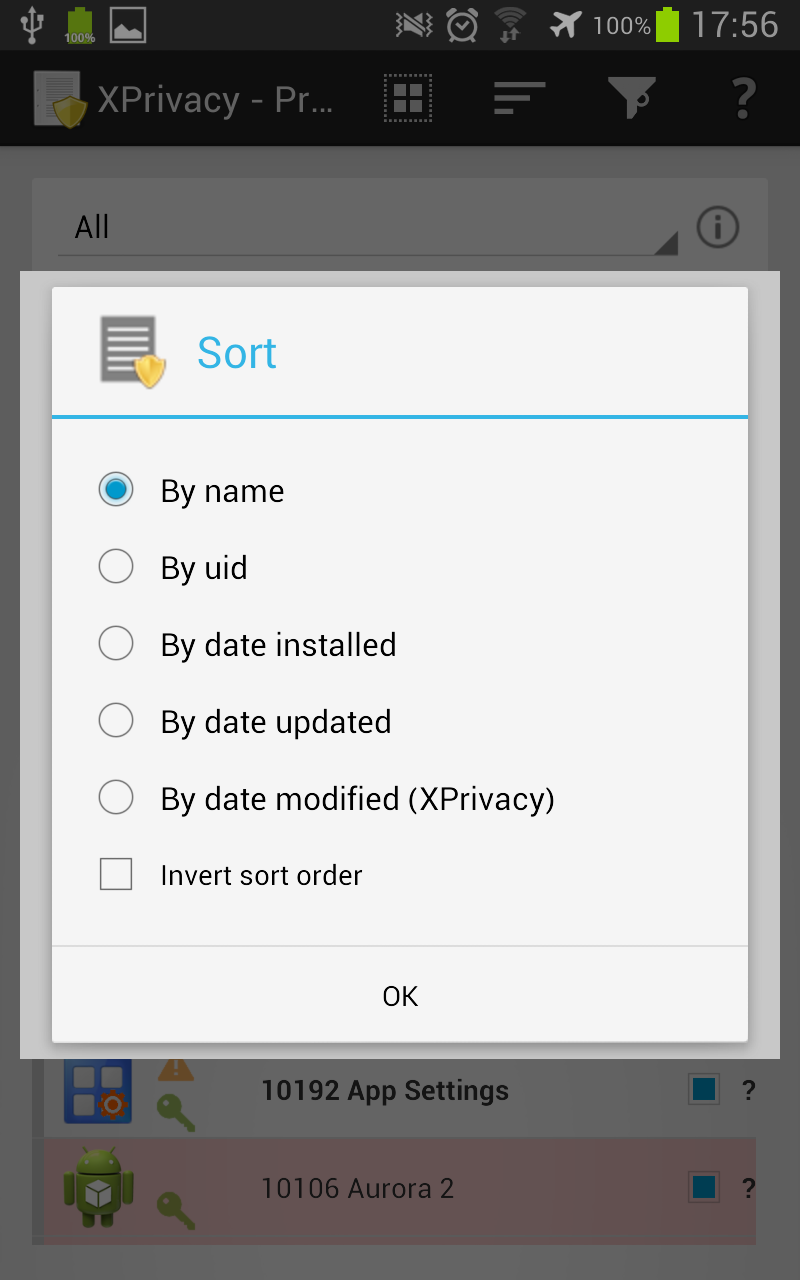 100% 100% 17:56
XPrivacy - Pr... ?
All
Sort
By name
By uid
By date installed
By date updated
By date modified (XPrivacy)
Invert sort order
OK
10192 App Settings ?
10106 Aurora 2 ?